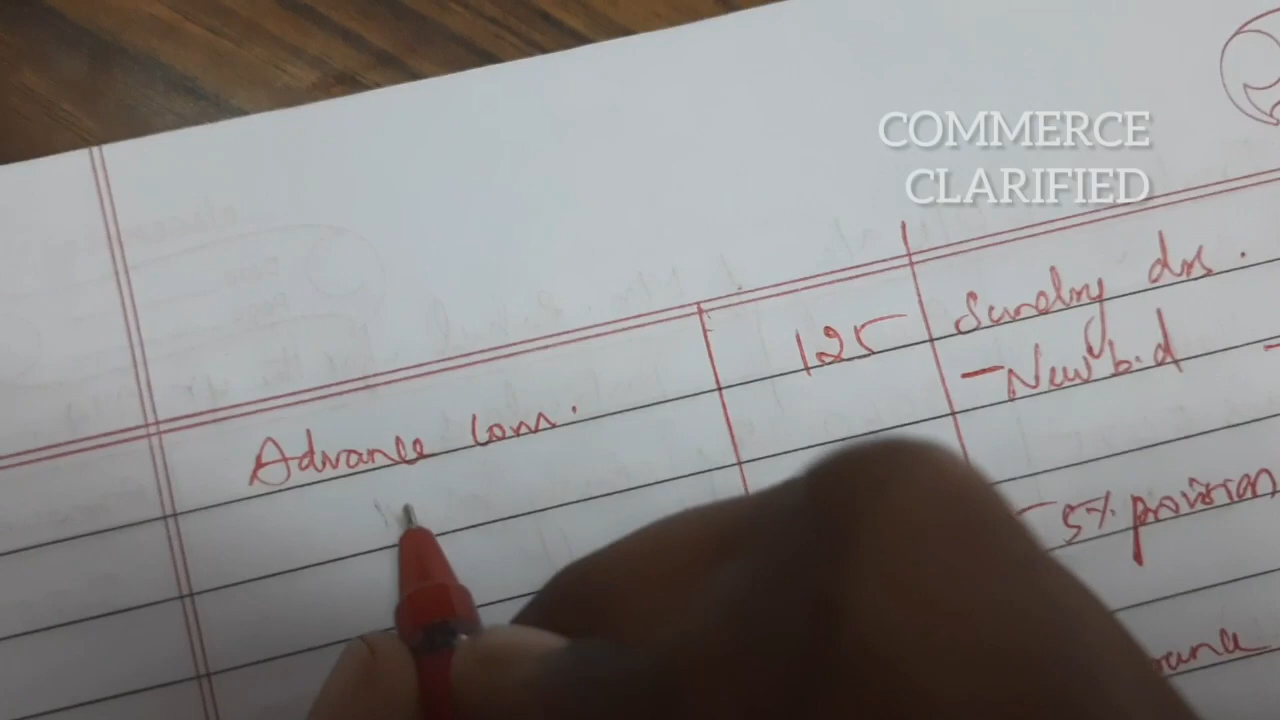 COMMERCE
CLARIFIED
Advance com.
125
Sundry drs.
- New b.d -
- 5% provision